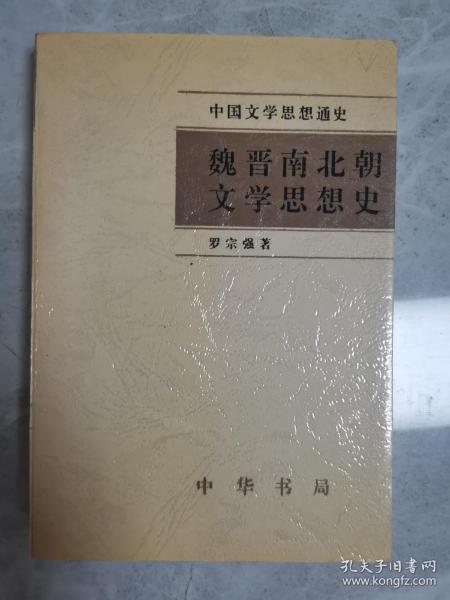 中国文学思想通史
魏晋南北朝
文学思想史
罗宗强著
中华书局
孔夫子旧书网
www.kongfz.com